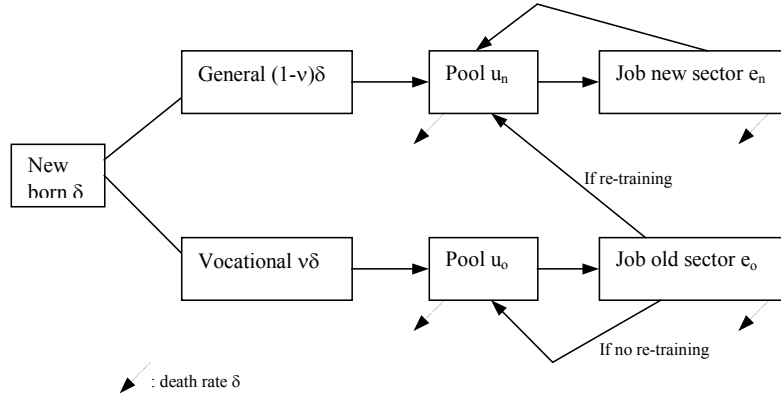 General (1-ν)δ
Pool uₙ
Job new sector eₙ
New
born δ
If re-training
Vocational νδ
Pool uₒ
Job old sector eₒ
If no re-training
: death rate δ